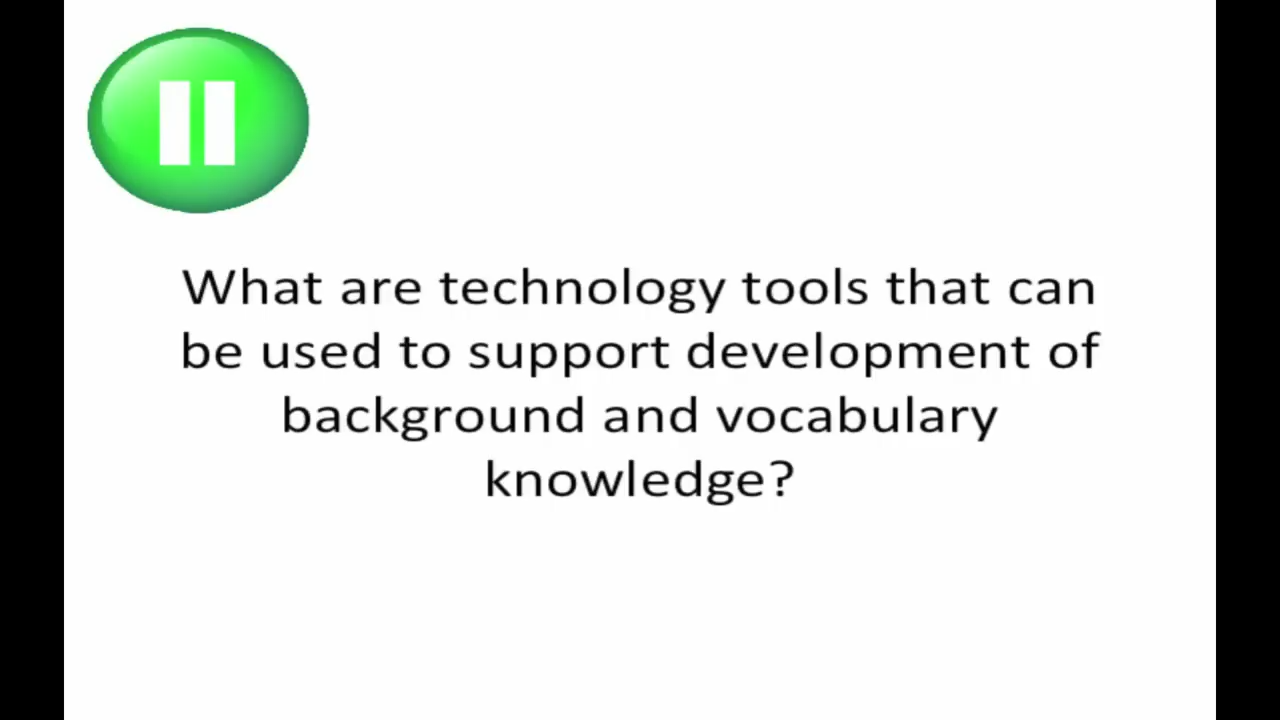 What are technology tools that can
be used to support development of
background and vocabulary
knowledge?